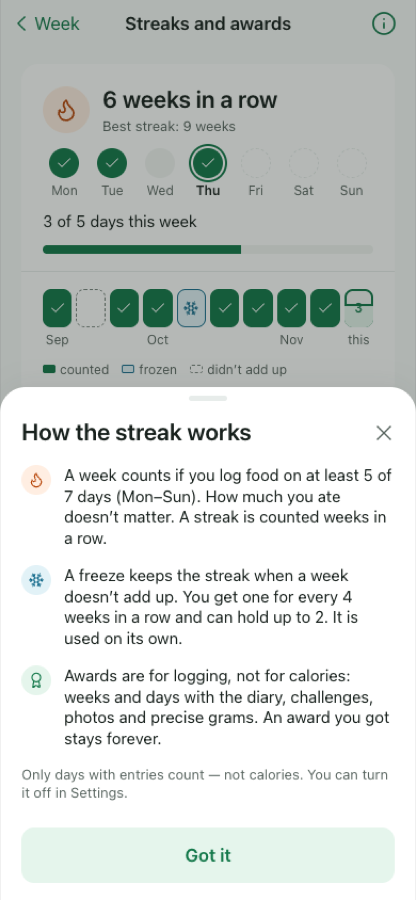 Week
Streaks and awards
6 weeks in a row
Best streak: 9 weeks
Mon Tue Wed Thu Fri Sat Sun
3 of 5 days this week
3
Sep Oct Nov this
counted frozen didn't add up
How the streak works
A week counts if you log food on at least 5 of
7 days (Mon–Sun). How much you ate
doesn't matter. A streak is counted weeks in
a row.
A freeze keeps the streak when a week
doesn't add up. You get one for every 4
weeks in a row and can hold up to 2. It is
used on its own.
Awards are for logging, not for calories:
weeks and days with the diary, challenges,
photos and precise grams. An award you got
stays forever.
Only days with entries count — not calories. You can turn
it off in Settings.
Got it